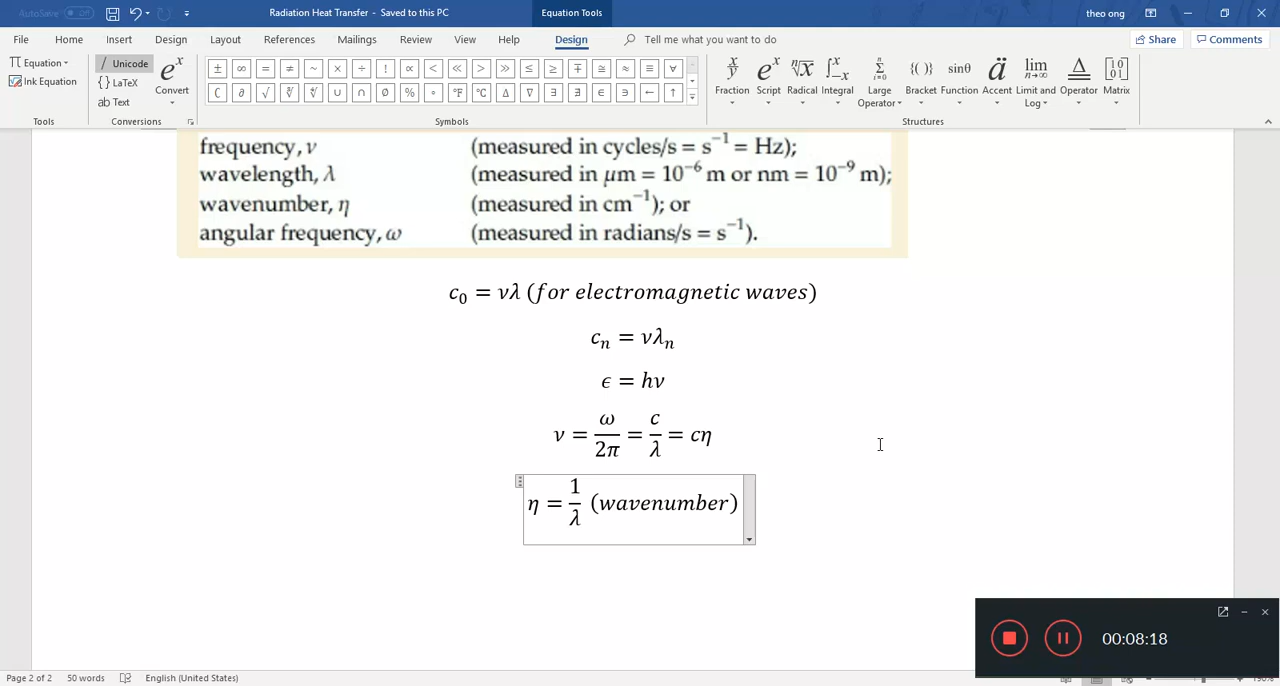 AutoSave Off
Radiation Heat Transfer - Saved to this PC
Equation Tools
theo ong
File Home Insert Design Layout References Mailings Review View Help Design Tell me what you want to do Share Comments
π Equation
Ink Equation
Tools
/ Unicode
{} LaTeX
ab Text
eˣ
Convert
Conversions
± ∞ = ≠ ~ × ÷ ! ∝ < ≪ > ≫ ≤ ≥ ∓ ≅ ≈ ≡ ∀
∁ ∂ √ ∛ ∜ ∪ ∩ ∅ % ° °F °C ∆ ∇ ∃ ∄ ∈ ∋ ← ↑
Symbols
Fraction Script Radical Integral Large Operator Bracket Function Accent Limit and Log Operator Matrix
Structures
frequency, ν (measured in cycles/s = s⁻¹ = Hz);
wavelength, λ (measured in μm = 10⁻⁶ m or nm = 10⁻⁹ m);
wavenumber, η (measured in cm⁻¹); or
angular frequency, ω (measured in radians/s = s⁻¹).
c₀ = νλ (for electromagnetic waves)
cₙ = νλₙ
ϵ = hν
ν = ω/2π = c/λ = cη
η = 1/λ (wavenumber)
00:08:18
Page 2 of 2 50 words English (United States)